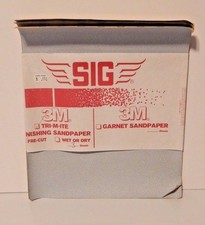 SIG
3M 3M
TRI-M-ITE GARNET SANDPAPER
NISHING SANDPAPER
FRE-CUT WET OR DRY